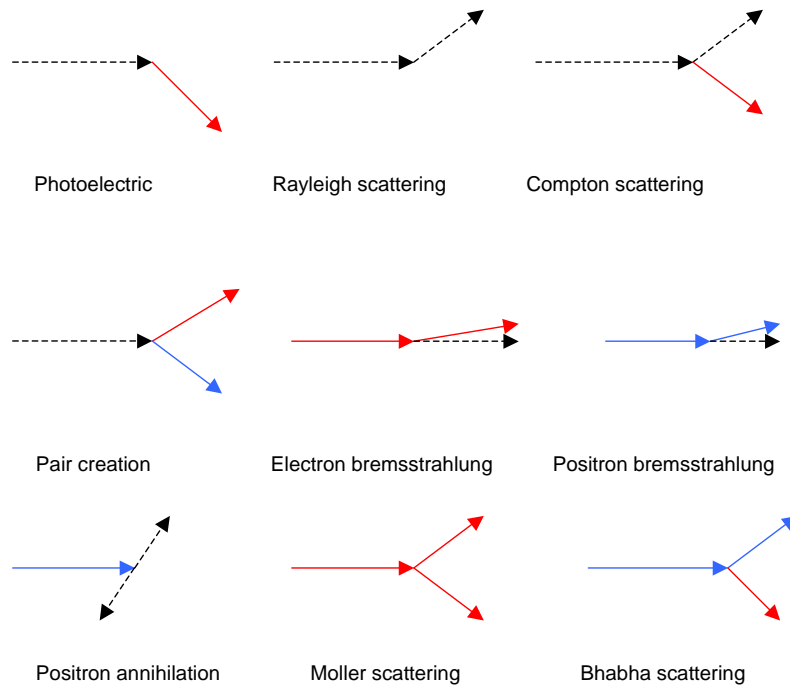 Photoelectric
Rayleigh scattering
Compton scattering
Pair creation
Electron bremsstrahlung
Positron bremsstrahlung
Positron annihilation
Moller scattering
Bhabha scattering